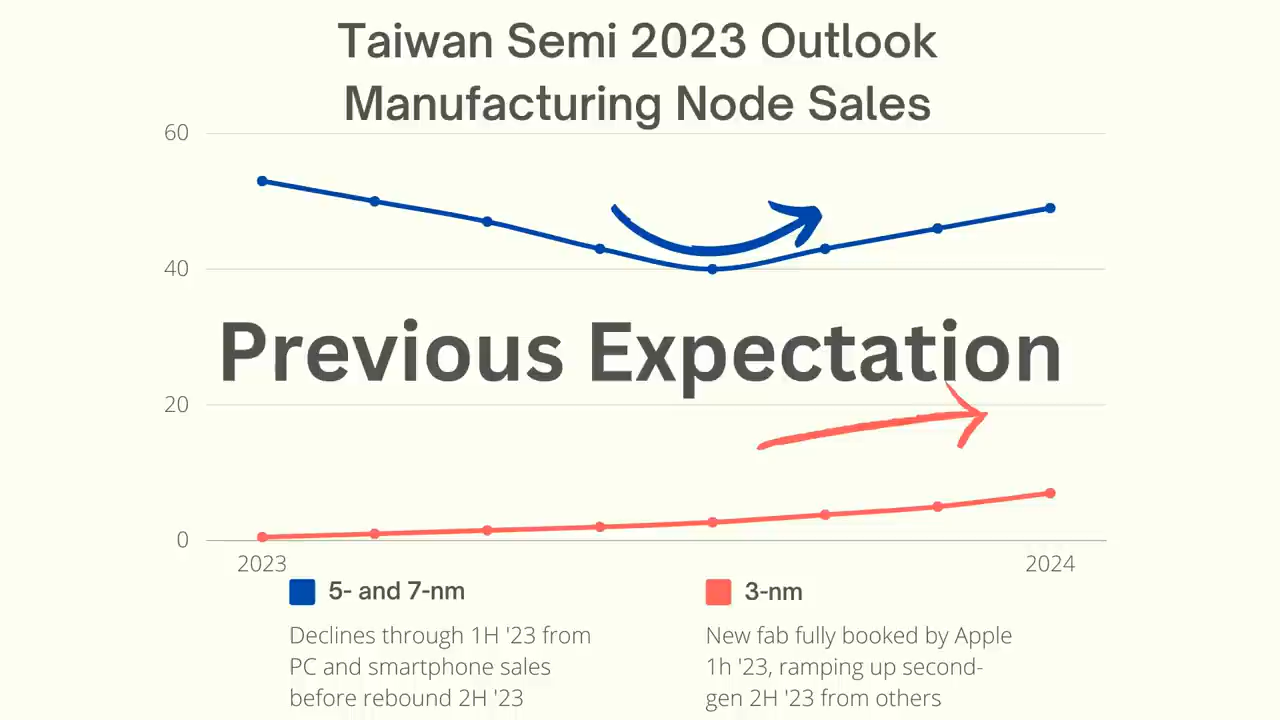 Taiwan Semi 2023 Outlook
Manufacturing Node Sales
60
40
Previous Expectation
20
0
2023
2024
5- and 7-nm
Declines through 1H '23 from
PC and smartphone sales
before rebound 2H '23
3-nm
New fab fully booked by Apple
1h '23, ramping up second-
gen 2H '23 from others